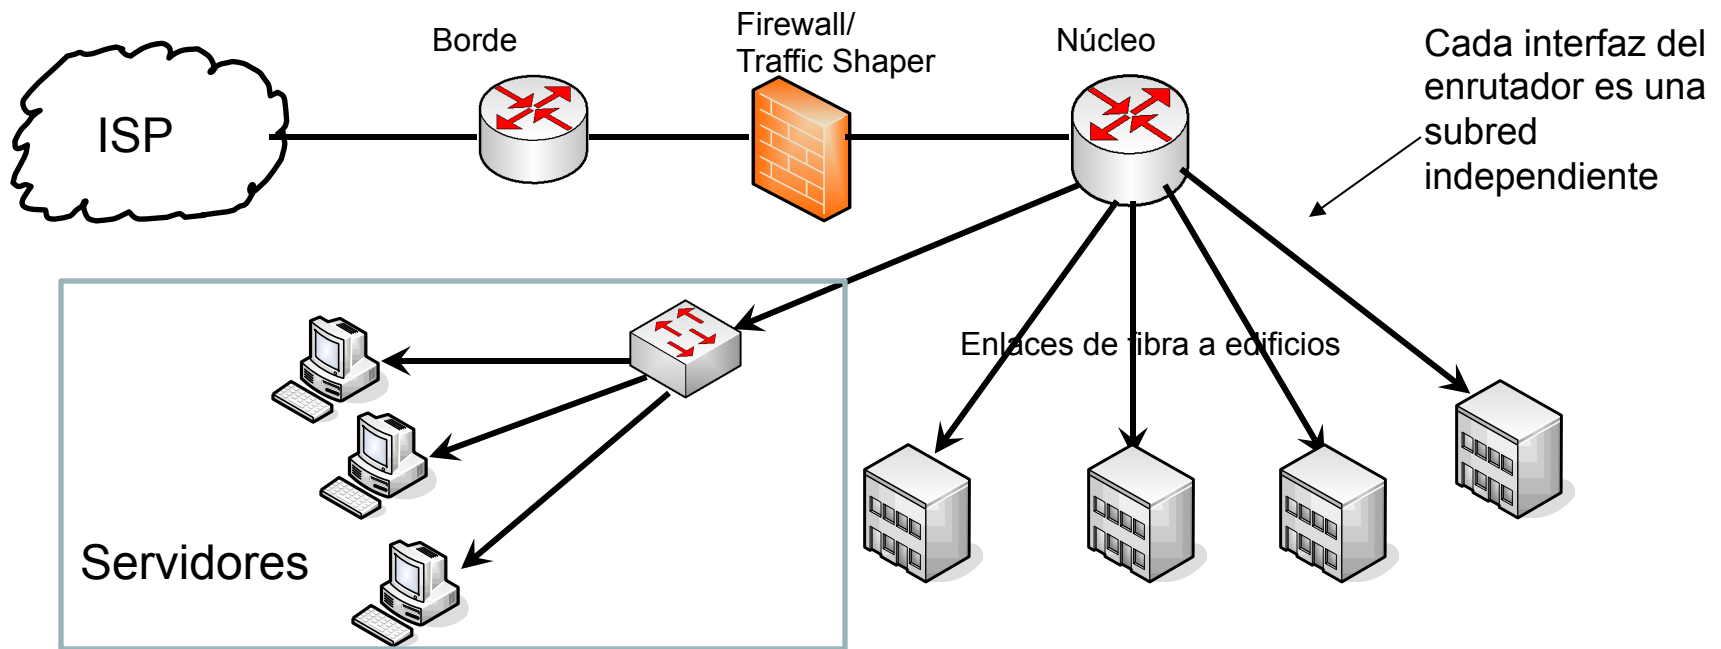 Borde
Firewall/
Traffic Shaper
Núcleo
Cada interfaz del
enrutador es una
subred
independiente
ISP
Enlaces de fibra a edificios
Servidores